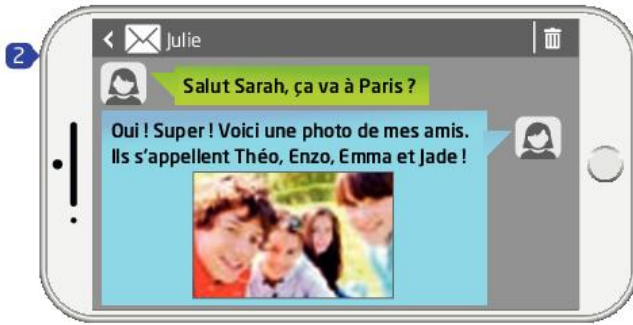 2
Julie
Salut Sarah, ça va à Paris ?
Oui ! Super ! Voici une photo de mes amis.
Ils s'appellent Théo, Enzo, Emma et Jade !